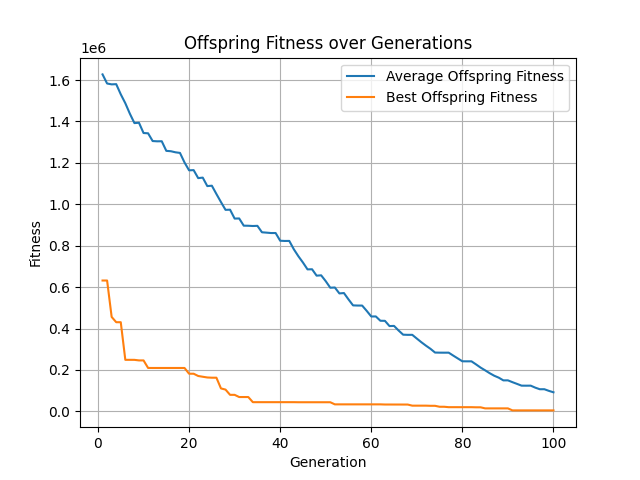 Offspring Fitness over Generations
1e6
Average Offspring Fitness
Best Offspring Fitness
1.6
1.4
1.2
1.0
0.8
0.6
0.4
0.2
0.0
Fitness
0 20 40 60 80 100
Generation